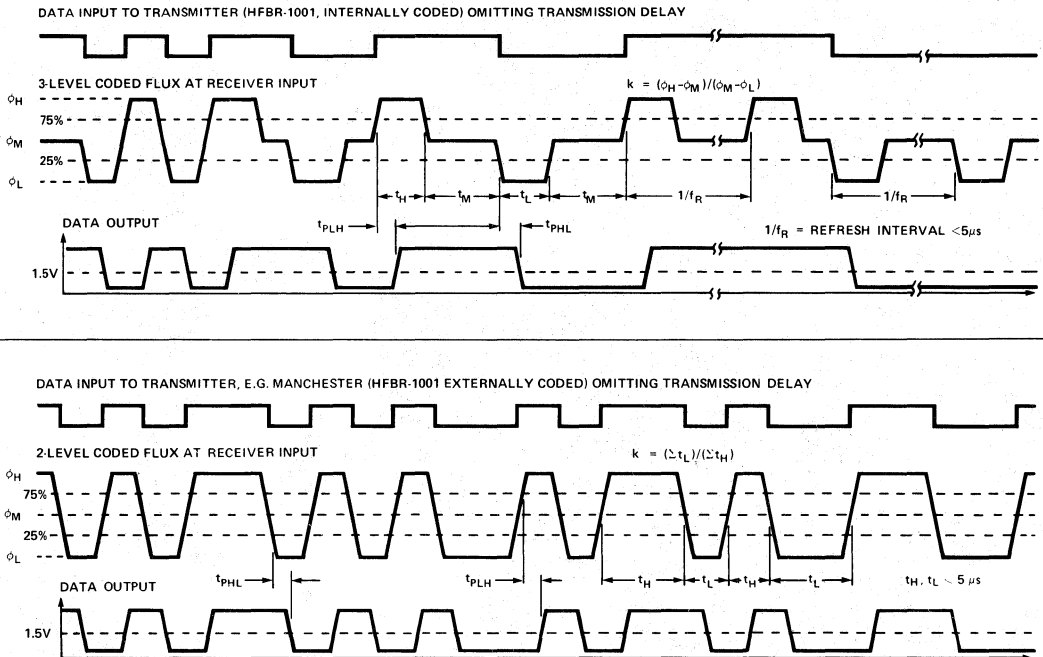 DATA INPUT TO TRANSMITTER (HFBR-1001, INTERNALLY CODED) OMITTING TRANSMISSION DELAY
3-LEVEL CODED FLUX AT RECEIVER INPUT
k = (ϕH-ϕM)/(ϕM-ϕL)
ϕH
75%
ϕM
25%
ϕL
tH
tM
tL
tM
1/fR
1/fR
DATA OUTPUT
tPLH
tPHL
1/fR = REFRESH INTERVAL <5μs
1.5V
DATA INPUT TO TRANSMITTER, E.G. MANCHESTER (HFBR-1001 EXTERNALLY CODED) OMITTING TRANSMISSION DELAY
2-LEVEL CODED FLUX AT RECEIVER INPUT
k = (ΣtL)/(ΣtH)
ϕH
75%
ϕM
25%
ϕL
tPHL
tPLH
tH
tL
tH
tL
tH, tL 5 μs
DATA OUTPUT
1.5V